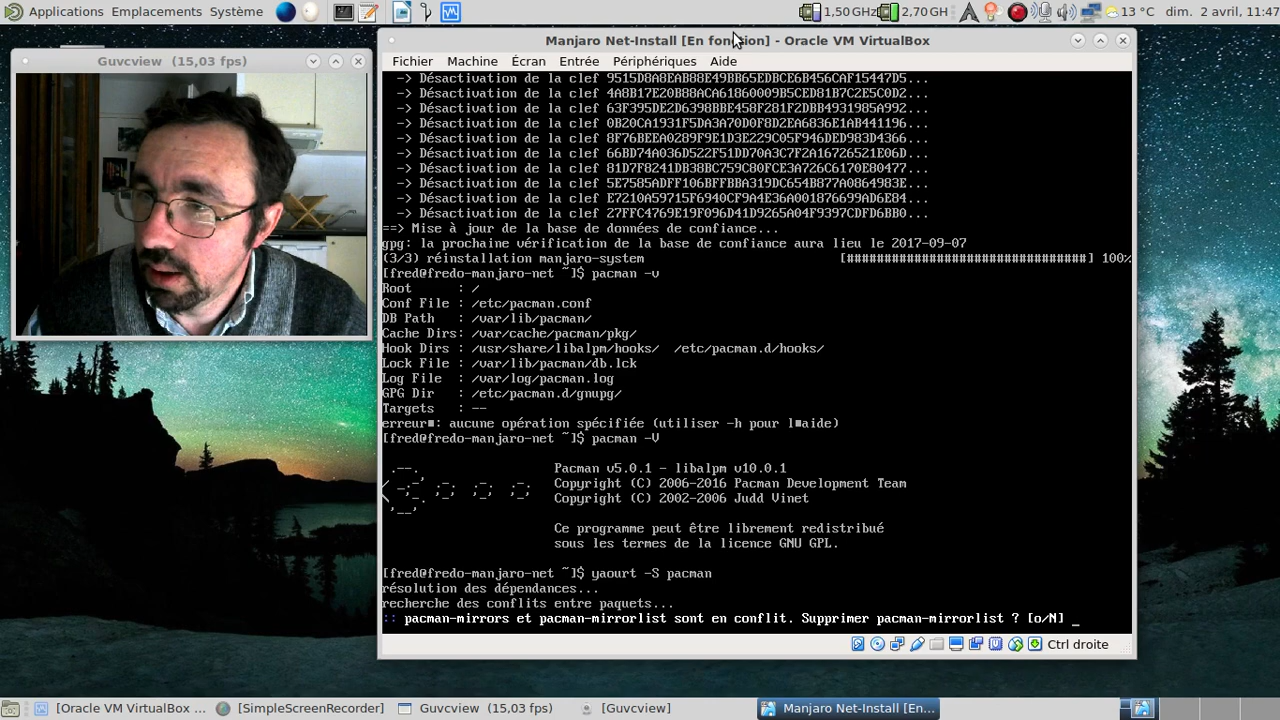 Applications Emplacements Système 1,50 GHz 2,70 GH 13 °C dim. 2 avril, 11:47
Guvcview (15,03 fps)
Manjaro Net-Install [En fonction] - Oracle VM VirtualBox
Fichier Machine Écran Entrée Périphériques Aide
-> Désactivation de la clef 9515D8A8EAB88E49BB65EDBCE6B456CAF15447D5...
-> Désactivation de la clef 4A8B17E20B88ACA61860009B5CED81B7C2E5C0D2...
-> Désactivation de la clef 63F395DE2D6398BBE458F281F2DBB4931985A992...
-> Désactivation de la clef 0B20CA1931F5DA3A70D0F8D2EA6836E1AB441196...
-> Désactivation de la clef 8F76BEEA0289F9E1D3E229C05F946DED983D4366...
-> Désactivation de la clef 66BD74A036D522F51DD70A3C7F2A16726521E06D...
-> Désactivation de la clef 81D7F8241DB38BC759C80FCE3A726C6170E80477...
-> Désactivation de la clef 5E7585ADFF106BFFBBA319DC654B877A0864983E...
-> Désactivation de la clef E7210A59715F6940CF9A4E36A001876699AD6E84...
-> Désactivation de la clef 27FFC4769E19F096D41D9265A04F9397CDFD6BB0...
==> Mise à jour de la base de données de confiance...
gpg: la prochaine vérification de la base de confiance aura lieu le 2017-09-07
(3/3) réinstallation manjaro-system [################################] 100%
[fred@fredo-manjaro-net ~]$ pacman -v
Root : /
Conf File : /etc/pacman.conf
DB Path : /var/lib/pacman/
Cache Dirs: /var/cache/pacman/pkg/
Hook Dirs : /usr/share/libalpm/hooks/ /etc/pacman.d/hooks/
Lock File : /var/lib/pacman/db.lck
Log File : /var/log/pacman.log
GPG Dir : /etc/pacman.d/gnupg/
Targets : --
erreur■: aucune opération spécifiée (utiliser -h pour l■aide)
[fred@fredo-manjaro-net ~]$ pacman -V
Pacman v5.0.1 - libalpm v10.0.1
Copyright (C) 2006-2016 Pacman Development Team
Copyright (C) 2002-2006 Judd Vinet
Ce programme peut être librement redistribué
sous les termes de la licence GNU GPL.
[fred@fredo-manjaro-net ~]$ yaourt -S pacman
résolution des dépendances...
recherche des conflits entre paquets...
:: pacman-mirrors et pacman-mirrorlist sont en conflit. Supprimer pacman-mirrorlist ? [o/N] _
Ctrl droite
[Oracle VM VirtualBox ... [SimpleScreenRecorder] Guvcview (15,03 fps) [Guvcview] Manjaro Net-Install [En...